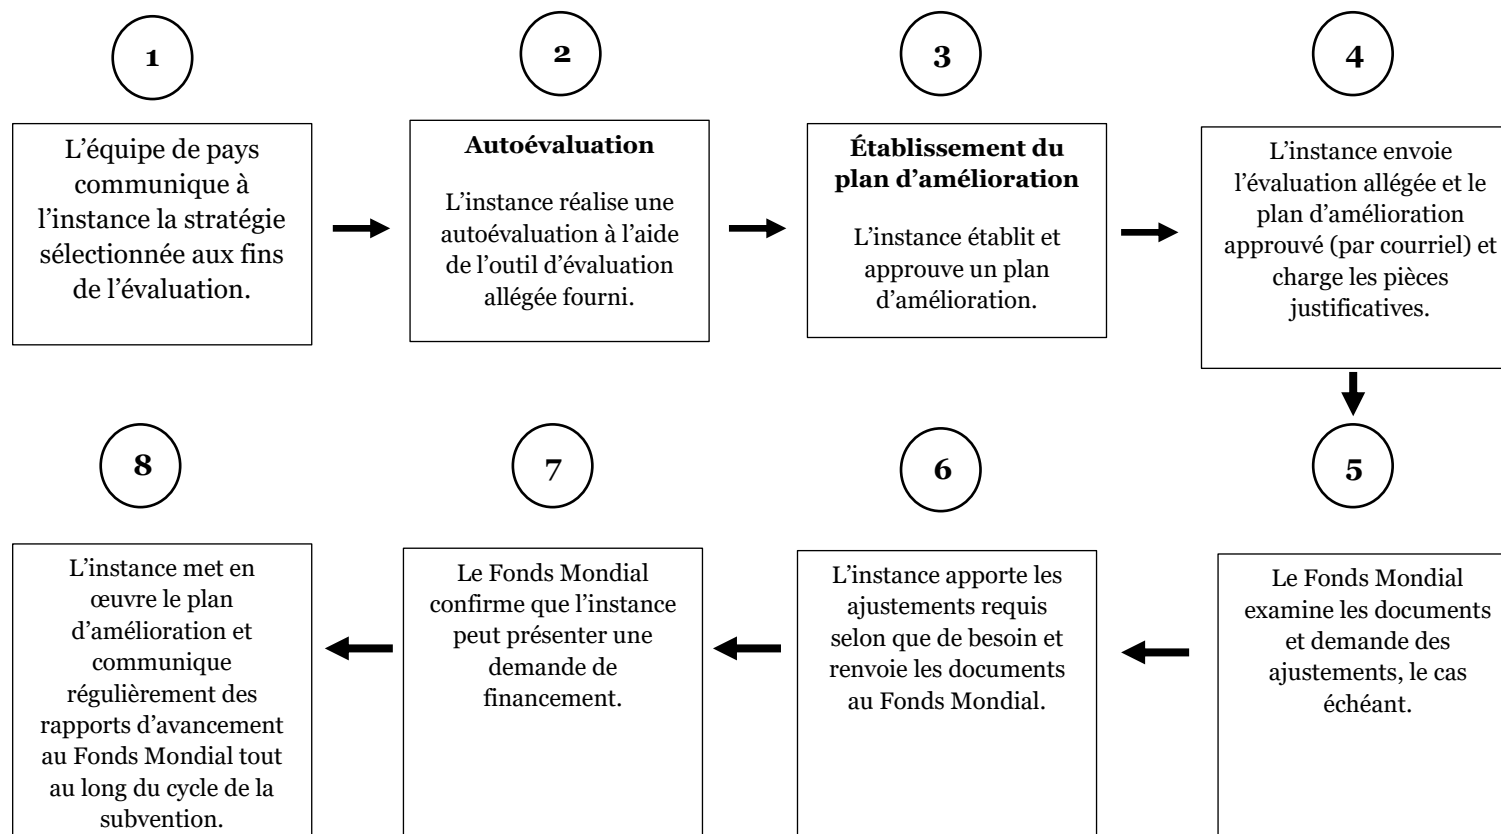 1
L’équipe de pays
communique à
l’instance la stratégie
sélectionnée aux fins
de l’évaluation.
2
Autoévaluation
L’instance réalise une
autoévaluation à l’aide
de l’outil d’évaluation
allégée fourni.
3
Établissement du
plan d’amélioration
L’instance établit et
approuve un plan
d’amélioration.
4
L’instance envoie
l’évaluation allégée et le
plan d’amélioration
approuvé (par courriel) et
charge les pièces
justificatives.
5
Le Fonds Mondial
examine les documents
et demande des
ajustements, le cas
échéant.
6
L’instance apporte les
ajustements requis
selon que de besoin et
renvoie les documents
au Fonds Mondial.
7
Le Fonds Mondial
confirme que l’instance
peut présenter une
demande de
financement.
8
L’instance met en
œuvre le plan
d’amélioration et
communique
régulièrement des
rapports d’avancement
au Fonds Mondial tout
au long du cycle de la
subvention.